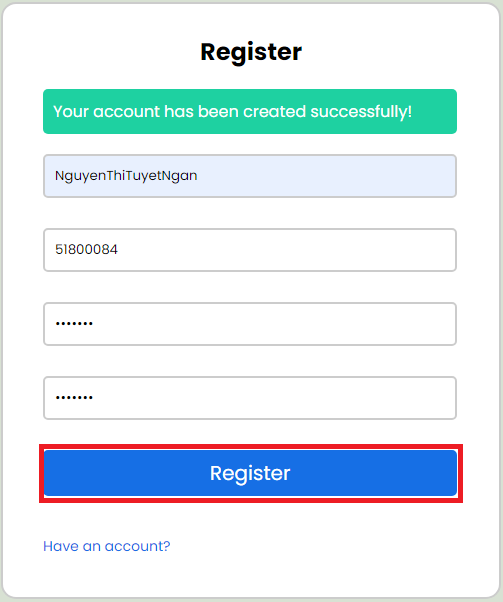 Register
Your account has been created successfully!
NguyenThiTuyetNgan
51800084
•••••••
•••••••
Register
Have an account?